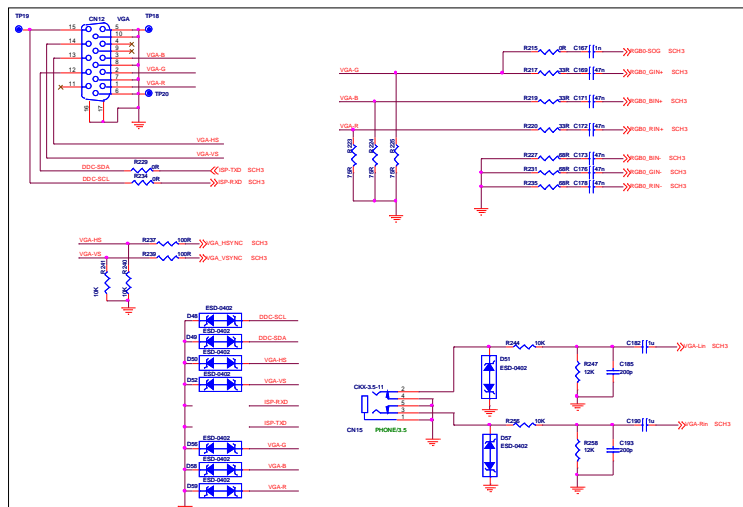 TP19 CN12 VGA TP18
15 5
10
14 4
9
13 3 VGA-B
8
12 2 VGA-G
7
11 1 VGA-R
6
TP20
16 17
VGA-HS
VGA-VS
DDC-SDA R229 0R ISP-TXD SCH3
DDC-SCL R234 0R ISP-RXD SCH3
R215 0R C167 1n RGB0-SOG SCH3
VGA-G R217 33R C169 47n RGB0_GIN+ SCH3
VGA-B R219 33R C171 47n RGB0_BIN+ SCH3
VGA-R R220 33R C172 47n RGB0_RIN+ SCH3
R223 75R R224 75R R225 75R
R227 68R C173 47n RGB0_BIN- SCH3
R231 68R C176 47n RGB0_GIN- SCH3
R235 68R C178 47n RGB0_RIN- SCH3
VGA-HS R237 100R VGA_HSYNC SCH3
VGA-VS R239 100R VGA_VSYNC SCH3
R241 10K R240 10K
ESD-0402
D48 DDC-SCL
ESD-0402
D49 DDC-SDA
ESD-0402
D50 VGA-HS
ESD-0402
D52 VGA-VS
ISP-RXD
ISP-TXD
ESD-0402
D56 VGA-G
ESD-0402
D58 VGA-B
ESD-0402
D59 VGA-R
R244 10K C182 1u VGA-Lin SCH3
D51
ESD-0402
R247
12K
C185
200p
CKX-3.5-11
2
4
5
3
1
CN15 PHONE/3.5
R256 10K C190 1u VGA-Rin SCH3
D57
ESD-0402
R258
12K
C193
200p